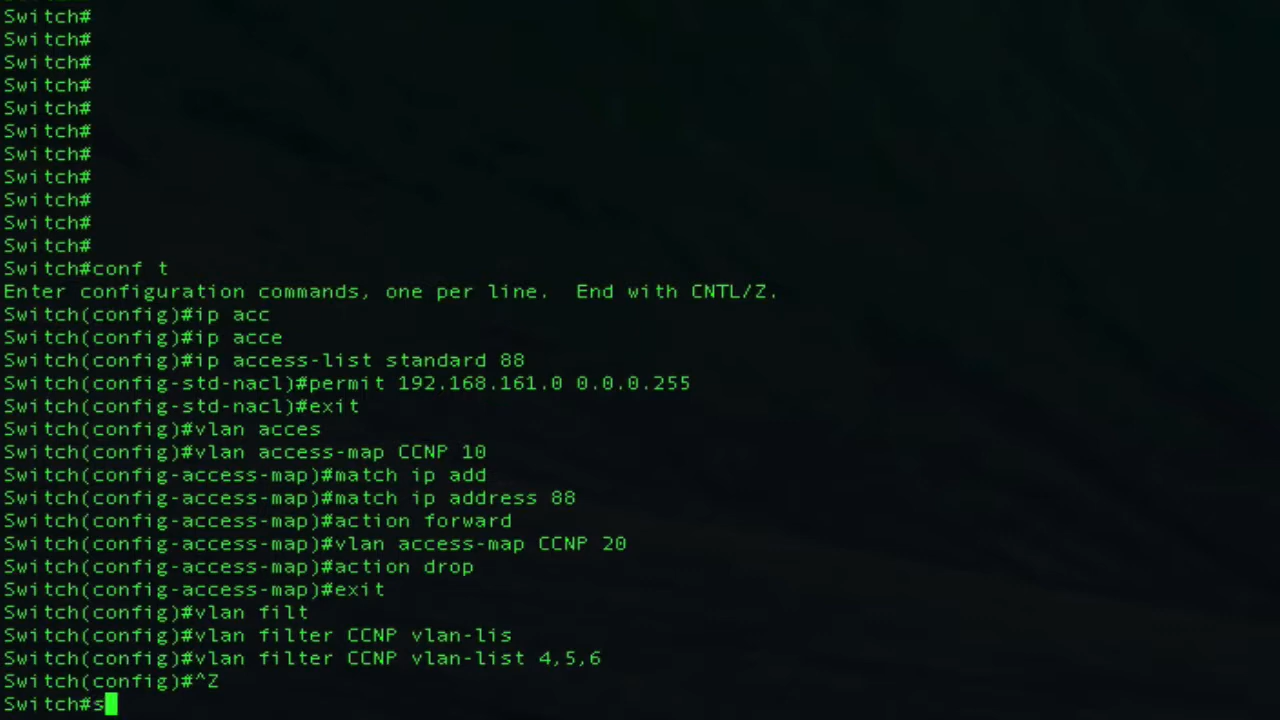 Switch#
Switch#
Switch#
Switch#
Switch#
Switch#
Switch#
Switch#
Switch#
Switch#
Switch#
Switch#conf t
Enter configuration commands, one per line.  End with CNTL/Z.
Switch(config)#ip acc
Switch(config)#ip acce
Switch(config)#ip access-list standard 88
Switch(config-std-nacl)#permit 192.168.161.0 0.0.0.255
Switch(config-std-nacl)#exit
Switch(config)#vlan acces
Switch(config)#vlan access-map CCNP 10
Switch(config-access-map)#match ip add
Switch(config-access-map)#match ip address 88
Switch(config-access-map)#action forward
Switch(config-access-map)#vlan access-map CCNP 20
Switch(config-access-map)#action drop
Switch(config-access-map)#exit
Switch(config)#vlan filt
Switch(config)#vlan filter CCNP vlan-lis
Switch(config)#vlan filter CCNP vlan-list 4,5,6
Switch(config)#^Z
Switch#s